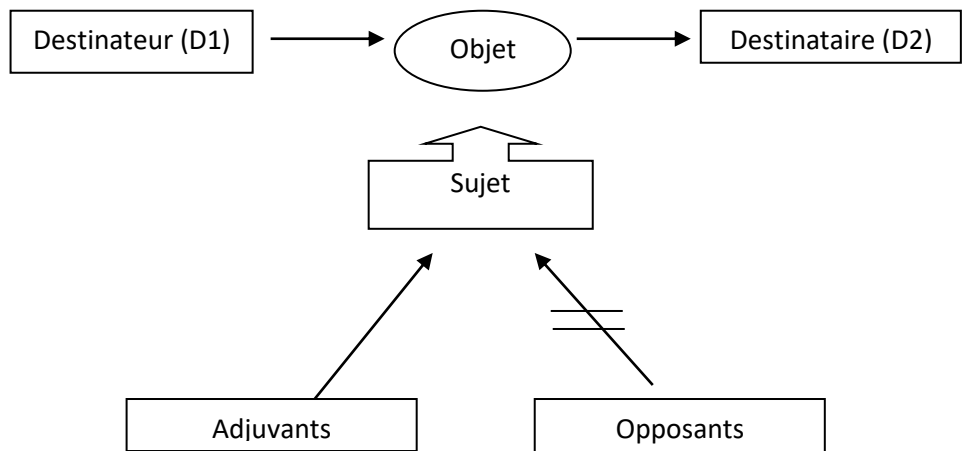 Destinateur (D1)
Objet
Destinataire (D2)
Sujet
Adjuvants
Opposants